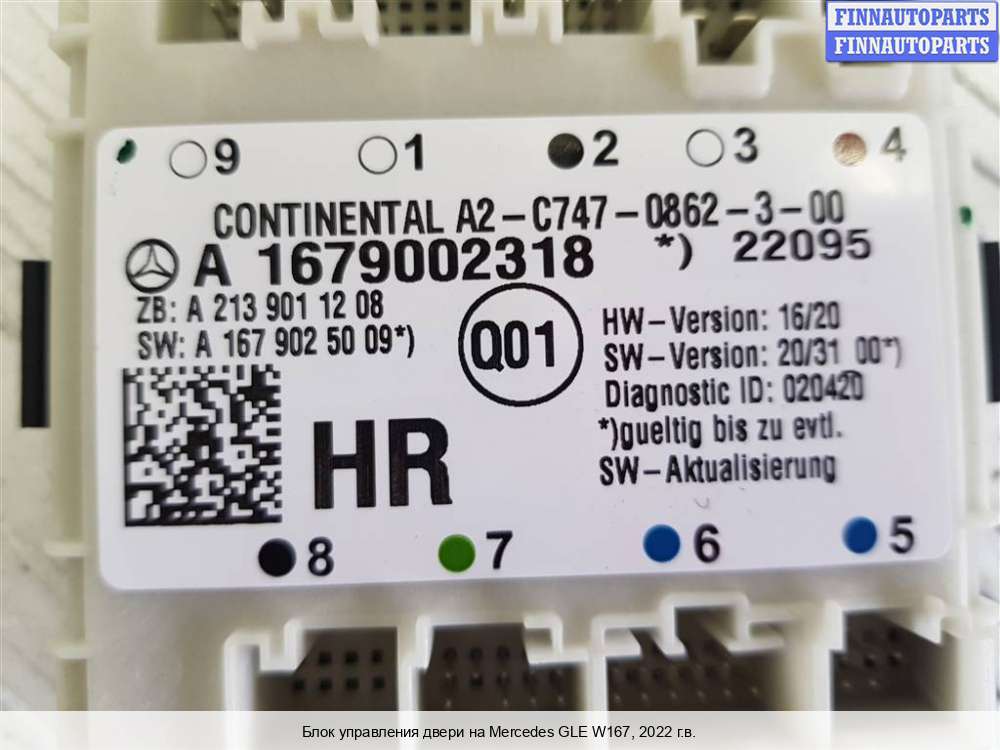 FINNAUTOPARTS
FINNAUTOPARTS
9 1 2 3 4
CONTINENTAL A2-C747-0862-3-00
A 1679002318 *) 22095
ZB: A 213 901 12 08
SW: A 167 902 50 09*)
Q01
HW-Version: 16/20
SW-Version: 20/31 00*)
Diagnostic ID: 020420
*)gueltig bis zu evtl.
SW-Aktualisierung
HR
8 7 6 5
Блок управления двери на Mercedes GLE W167, 2022 г.в.